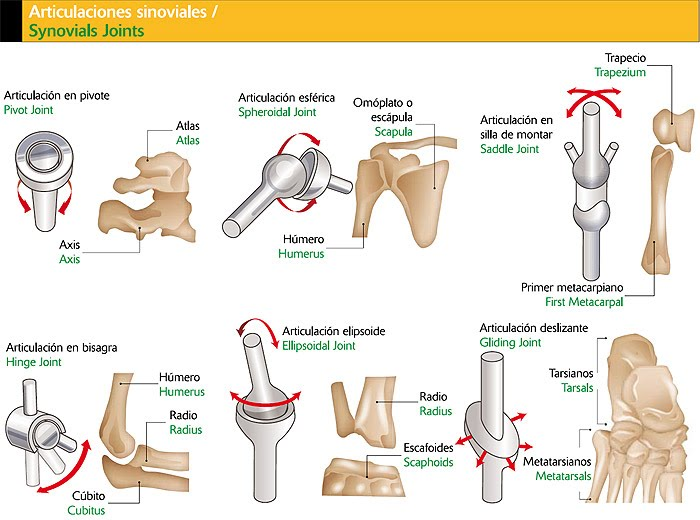 Articulaciones sinoviales /
Synovials Joints
Articulación en pivote
Pivot Joint
Atlas
Atlas
Axis
Axis
Articulación esférica
Spheroidal Joint
Omóplato o
escápula
Scapula
Húmero
Humerus
Articulación en
silla de montar
Saddle Joint
Trapecio
Trapezium
Primer metacarpiano
First Metacarpal
Articulación en bisagra
Hinge Joint
Húmero
Humerus
Radio
Radius
Cúbito
Cubitus
Articulación elipsoide
Ellipsoidal Joint
Radio
Radius
Escafoides
Scaphoids
Articulación deslizante
Gliding Joint
Tarsianos
Tarsals
Metatarsianos
Metatarsals